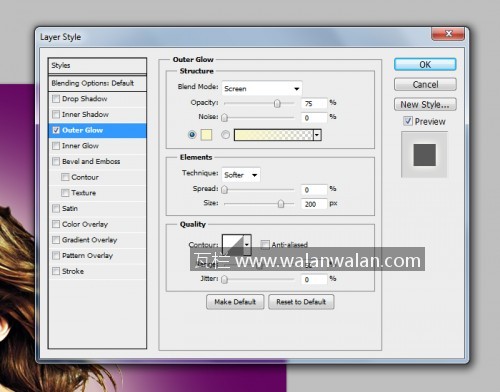 Layer Style
Styles
Blending Options: Default
Drop Shadow
Inner Shadow
Outer Glow
Inner Glow
Bevel and Emboss
Contour
Texture
Satin
Color Overlay
Gradient Overlay
Pattern Overlay
Stroke
Outer Glow
Structure
Blend Mode: Screen
Opacity: 75 %
Noise: 0 %
Elements
Technique: Softer
Spread: 0 %
Size: 200 px
Quality
Contour: Anti-aliased
瓦栏 www.walanwalan.com
Jitter: 0 %
Make Default Reset to Default
OK
Cancel
New Style...
Preview